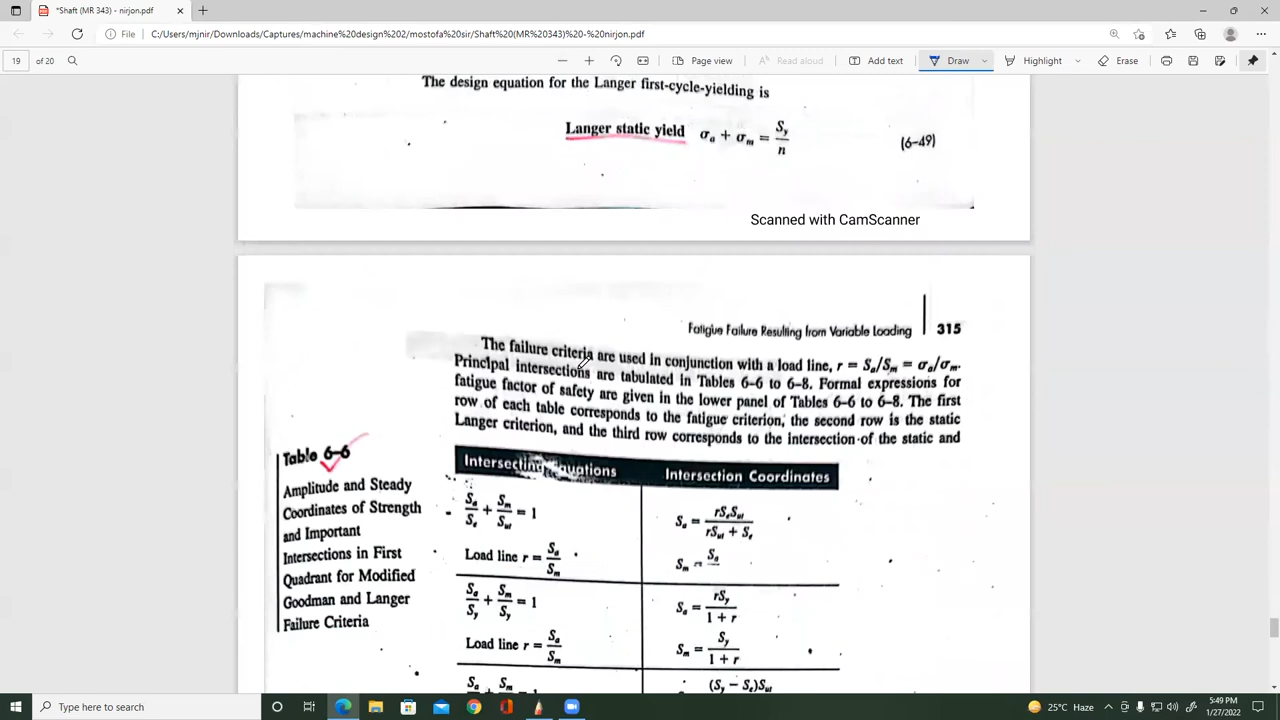 *Shaft (MR 343) - nirjon.pdf
File
C:/Users/mjnir/Downloads/Captures/machine%20design%202/mostofa%20sir/Shaft%20(MR%20343)%20-%20nirjon.pdf
19 of 20
Page view
Read aloud
Add text
Draw
Highlight
Erase
The design equation for the Langer first-cycle-yielding is
Langer static yield σa + σm = Sy/n (6–49)
Scanned with CamScanner
Fatigue Failure Resulting from Variable Loading 315
The failure criteria are used in conjunction with a load line, r = Sa/Sm = σa/σm.
Principal intersections are tabulated in Tables 6–6 to 6–8. Formal expressions for
fatigue factor of safety are given in the lower panel of Tables 6–6 to 6–8. The first
row of each table corresponds to the fatigue criterion, the second row is the static
Langer criterion, and the third row corresponds to the intersection of the static and
Table 6–6
Amplitude and Steady
Coordinates of Strength
and Important
Intersections in First
Quadrant for Modified
Goodman and Langer
Failure Criteria
Intersecting Equations
Intersection Coordinates
Sa/Se + Sm/Sut = 1
Sa = rSeSut/(rSut + Se)
Load line r = Sa/Sm
Sm = Sa
Sa/Sy + Sm/Sy = 1
Sa = rSy/(1 + r)
Load line r = Sa/Sm
Sm = Sy/(1 + r)
Sa Sm
(Sy − Se)Sut
Type here to search
25°C Haze
5:49 PM
1/27/2022